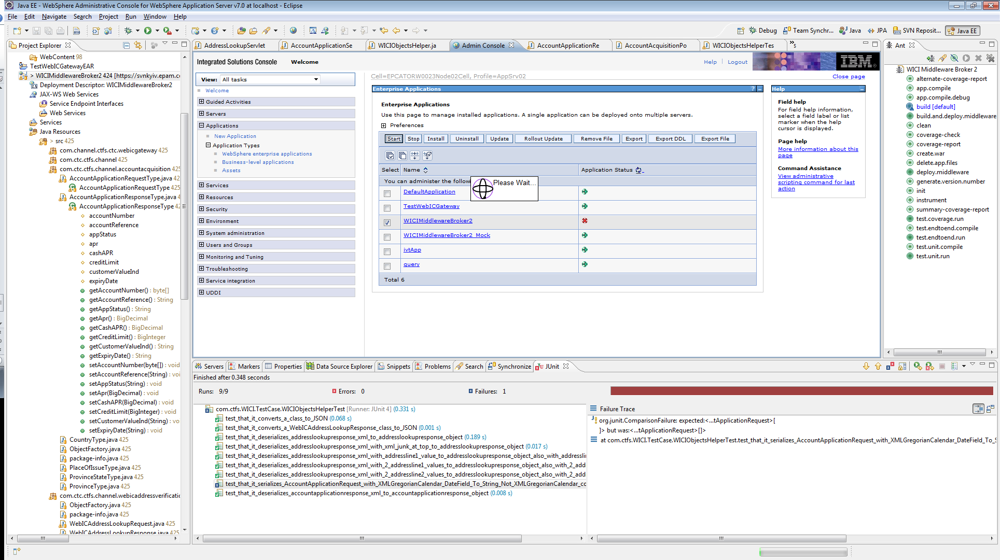 Java EE - WebSphere Administrative Console for WebSphere Application Server v7.0 at localhost - Eclipse
File Edit Navigate Search Project Run Window Help
Debug Team Synchr... Java JPA SVN Reposit... Java EE
Project Explorer
WebContent 98
TestWebICGatewayEAR
> WICIMiddlewareBroker2 424 [https://svnkyiv.epam.cc
Deployment Descriptor: WICIMiddlewareBroker2
JAX-WS Web Services
Service Endpoint Interfaces
Web Services
Services
Java Resources
> src 425
com.channel.ctfs.ctc.webicgateway 425
com.ctc.ctfs.channel 425
com.ctc.ctfs.channel.accountacquisition 425
AccountApplicationRequestType.java 42
AccountApplicationRequestType 425
AccountApplicationResponseType.java 4
AccountApplicationResponseType 42
accountNumber
accountReference
appStatus
apr
cashAPR
creditLimit
customerValueInd
expiryDate
getAccountNumber() : byte[]
getAccountReference() : String
getAppStatus() : String
getApr() : BigDecimal
getCashAPR() : BigDecimal
getCreditLimit() : BigInteger
getCustomerValueInd() : String
getExpiryDate() : String
setAccountNumber(byte[]) : void
setAccountReference(String) : voi
setAppStatus(String) : void
setApr(BigDecimal) : void
setCashAPR(BigDecimal) : void
setCreditLimit(BigInteger) : void
setCustomerValueInd(String) : vo
setExpiryDate(String) : void
CountryType.java 425
ObjectFactory.java 425
package-info.java 425
PlaceOfIssueType.java 425
ProvinceStateType.java 425
ProvinceType.java 425
com.ctc.ctfs.channel.webicaddressverificatic
ObjectFactory.java 425
package-info.java 425
WebICAddressLookupRequest.java 425
WebICAddressLookupResponse.java 425
AddressLookupServlet AccountApplicationSe WICIObjectsHelper.ja Admin Console AccountApplicationRe AccountAcquisitionPo WICIObjectsHelperTes »5
Integrated Solutions Console Welcome Help | Logout IBM
View: All tasks
Welcome
Guided Activities
Servers
Applications
New Application
Application Types
WebSphere enterprise applications
Business-level applications
Assets
Services
Resources
Security
Environment
System administration
Users and Groups
Monitoring and Tuning
Troubleshooting
Service integration
UDDI
Cell=EPCATORW0023Node02Cell, Profile=AppSrv02 Close page
Enterprise Applications ? –
Enterprise Applications
Use this page to manage installed applications. A single application can be deployed onto multiple servers.
Preferences
Start Stop Install Uninstall Update Rollout Update Remove File Export Export DDL Export File
Select Name Application Status
You can administer the followi
Please Wait...
DefaultApplication
TestWebICGateway
WICIMiddlewareBroker2
WICIMiddlewareBroker2_Mock
ivtApp
query
Total 6
Help
Field help
For field help information,
select a field label or list
marker when the help
cursor is displayed.
Page help
More information about this
page
Command Assistance
View administrative
scripting command for last
action
Ant
WICI Middleware Broker 2
alternate-coverage-report
app.compile
app.compile.debug
build [default]
build.and.deploy.middleware
clean
coverage-check
coverage-report
create.war
delete.app.files
deploy.middleware
generate.version.number
init
instrument
summary-coverage-report
test.coverage.run
test.endtoend.compile
test.endtoend.run
test.unit.compile
test.unit.run
Servers Markers Properties Data Source Explorer Snippets Problems Search Synchronize JUnit
Finished after 0.348 seconds
Runs: 9/9 Errors: 0 Failures: 1
com.ctfs.WICI.TestCase.WICIObjectsHelperTest [Runner: JUnit 4] (0.331 s)
test_that_it_converts_a_class_to_JSON (0.068 s)
test_that_it_converts_a_WebICAddressLookupResponse_class_to_JSON (0.001 s)
test_that_it_deserializes_addresslookupresponse_xml_to_addresslookupresponse_object (0.189 s)
test_that_it_deserializes_addresslookupresponse_xml_with_xml_junk_at_top_to_addresslookupresponse_object (0.017 s)
test_that_it_deserializes_addresslookupresponse_xml_with_addressline1_value_to_addresslookupresponse_object_also_with_addresslin
test_that_it_deserializes_addresslookupresponse_xml_with_2_addressline1_values_to_addresslookupresponse_object_also_with_2_add
test_that_it_deserializes_addresslookupresponse_xml_with_2_addressline2_values_to_addresslookupresponse_object_also_with_2_add
test_that_it_serializes_AccountApplicationRequest_with_XMLGregorianCalendar_DateField_To_String_Not_XMLGregorianCalendar_co
test_that_it_deserializes_accountapplicationresponse_xml_to_accountapplicationresponse_object (0.008 s)
Failure Trace
org.junit.ComparisonFailure: expected:<...tApplicationRequest>[
]> but was:<...tApplicationRequest>[]>
at com.ctfs.WICI.TestCase.WICIObjectsHelperTest.test_that_it_serializes_AccountApplicationRequest_with_XMLGregorianCalendar_DateField_To_S